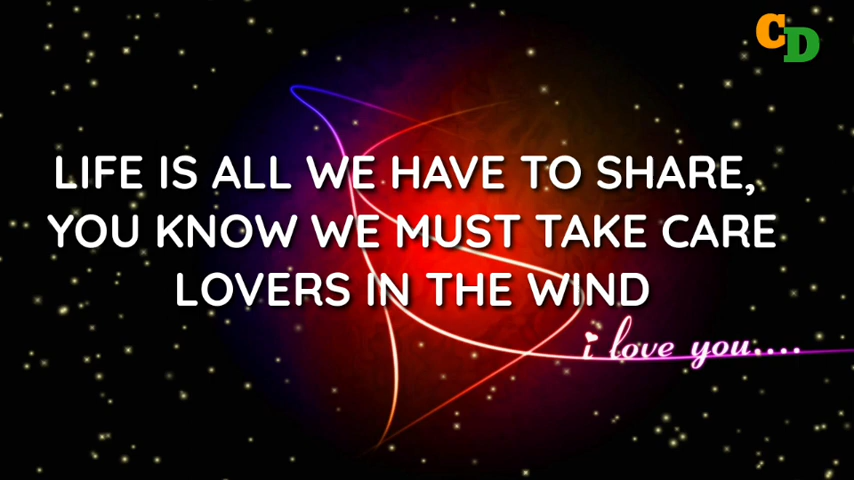 CD
LIFE IS ALL WE HAVE TO SHARE,
YOU KNOW WE MUST TAKE CARE
LOVERS IN THE WIND
i love you....